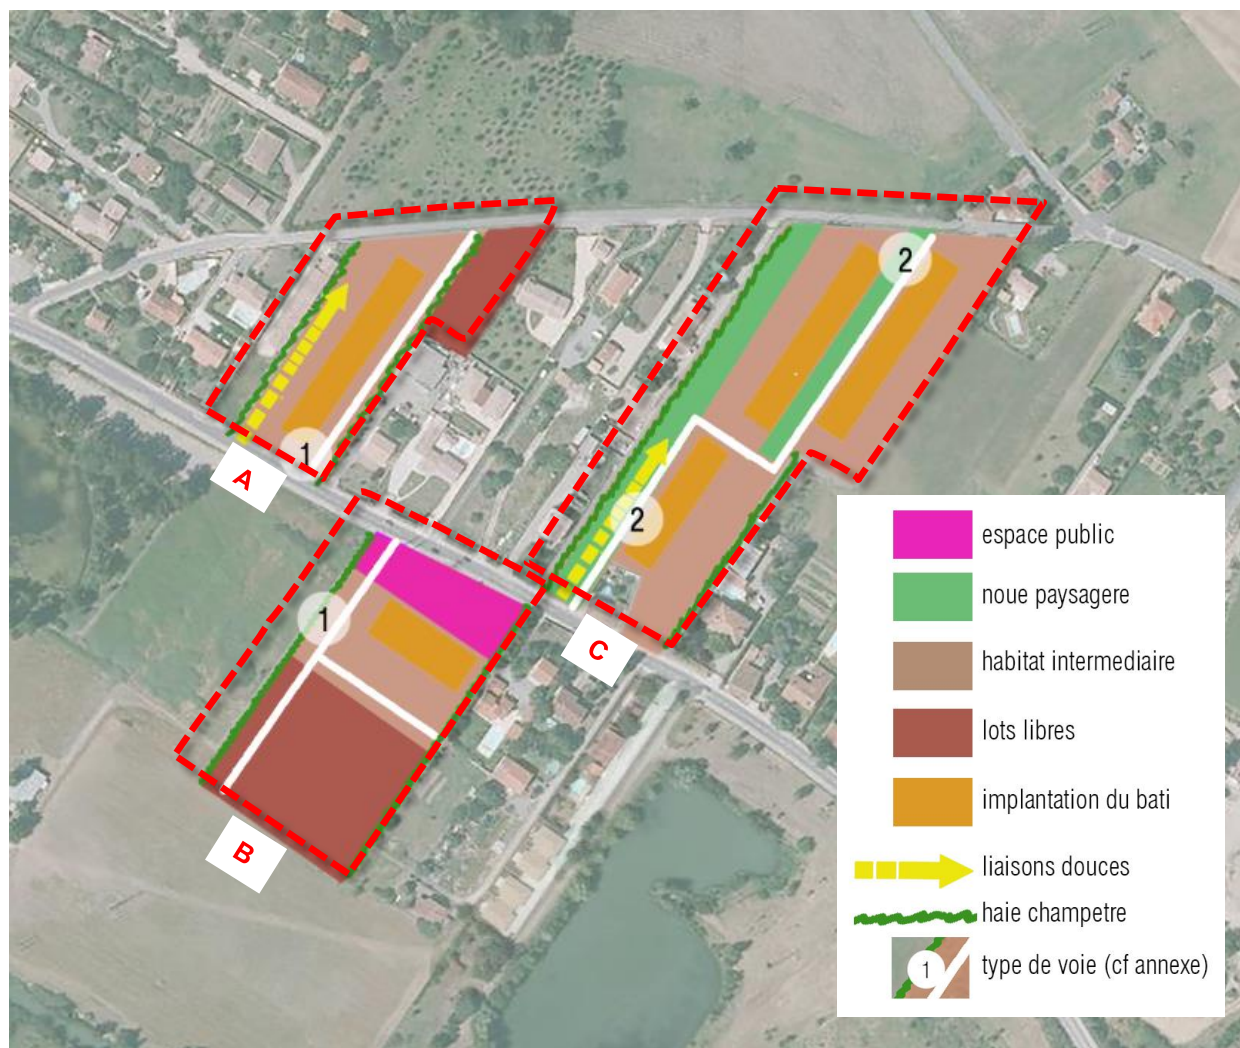 2
1
A
2
1
C
B
espace public
noue paysagere
habitat intermediaire
lots libres
implantation du bati
liaisons douces
haie champetre
1
type de voie (cf annexe)